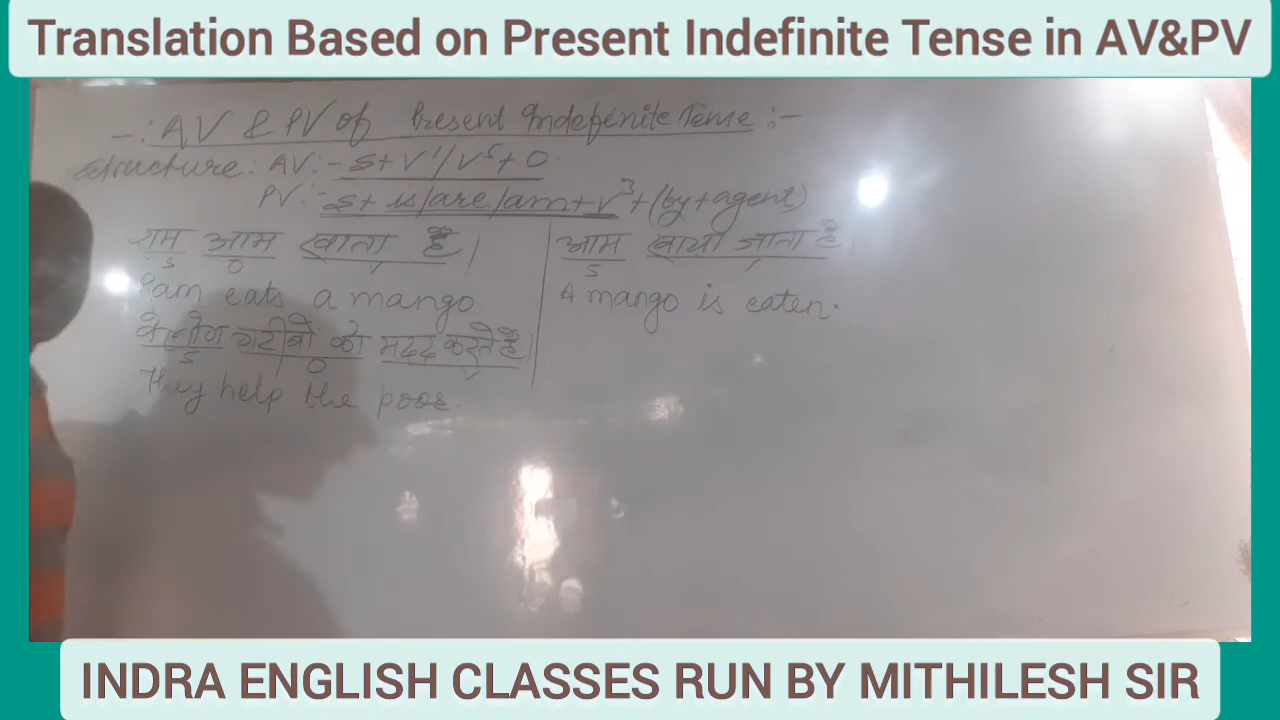 Translation Based on Present Indefinite Tense in AV&PV
-: AV & PV of Present Indefinite Tense :-
Structure: AV:- S+V¹/Vˢ+O.
PV:- S+ is/are/am+V³+(by+agent)
राम आम खाता है | आम खाया जाता है
S O V S V
Ram eats a mango. A mango is eaten.
वे लोग गरीबों को मदद करते हैं|
S O V
They help the poor.
INDRA ENGLISH CLASSES RUN BY MITHILESH SIR